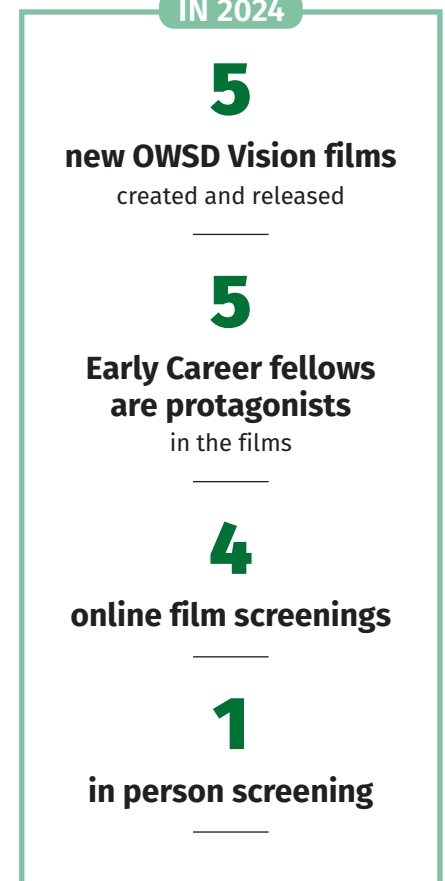 IN 2024
5
new OWSD Vision films
created and released
5
Early Career fellows
are protagonists
in the films
4
online film screenings
1
in person screening